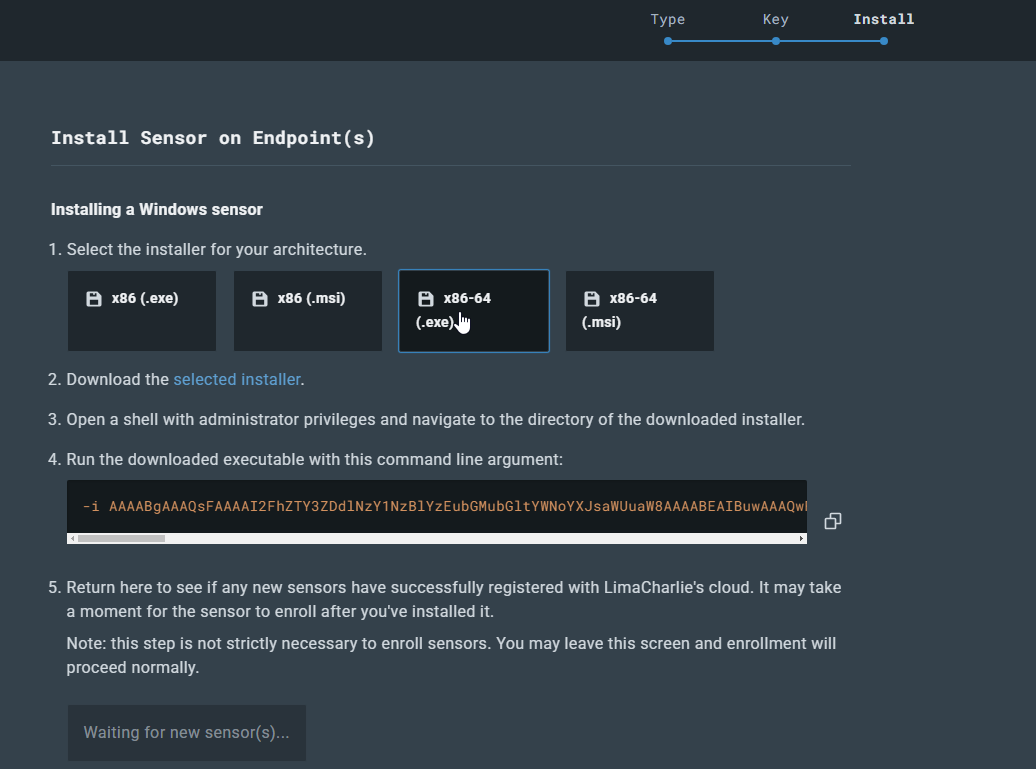 Type Key Install
Install Sensor on Endpoint(s)
Installing a Windows sensor
1. Select the installer for your architecture.
x86 (.exe) x86 (.msi) x86-64 (.exe) x86-64 (.msi)
2. Download the selected installer.
3. Open a shell with administrator privileges and navigate to the directory of the downloaded installer.
4. Run the downloaded executable with this command line argument:
-i
5. Return here to see if any new sensors have successfully registered with LimaCharlie's cloud. It may take
a moment for the sensor to enroll after you've installed it.
Note: this step is not strictly necessary to enroll sensors. You may leave this screen and enrollment will
proceed normally.
Waiting for new sensor(s)...